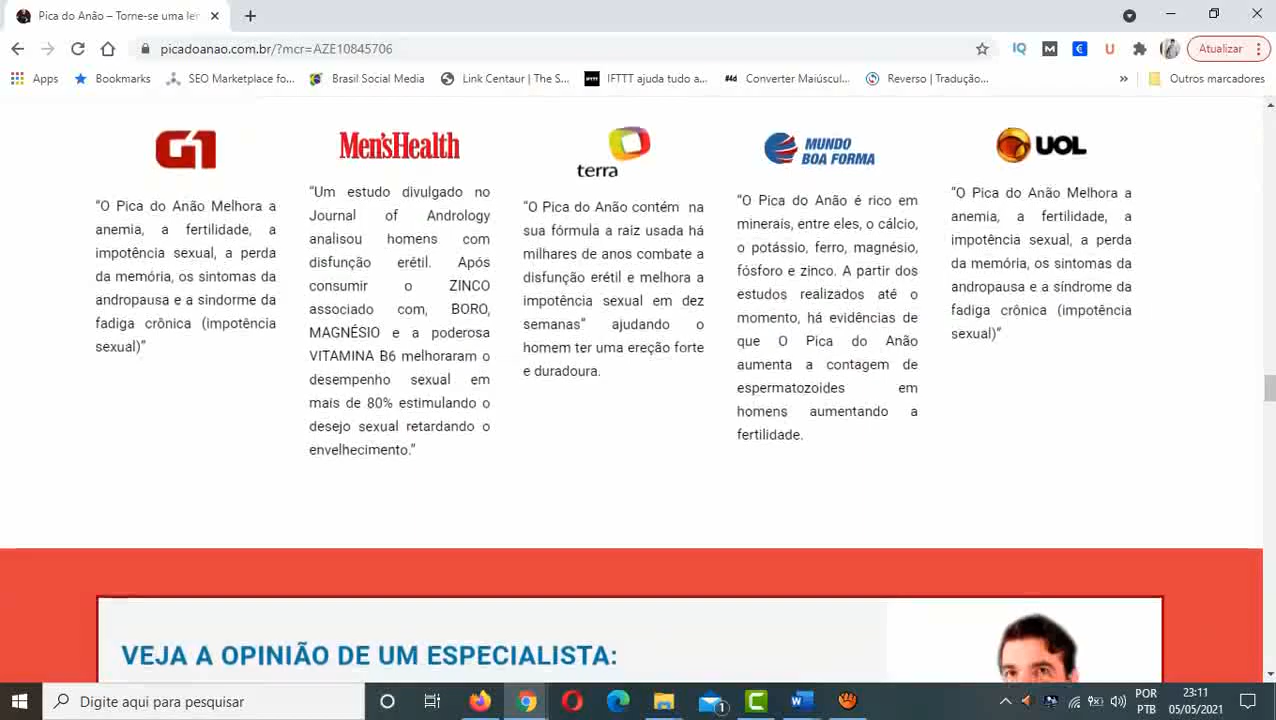 Pica do Anão – Torne-se uma ler
picadoanao.com.br/?mcr=AZE10845706
Atualizar
Apps
Bookmarks
SEO Marketplace fo...
Brasil Social Media
Link Centaur | The S...
IFTTT ajuda tudo a...
Converter Maiúscul...
Reverso | Tradução...
»
Outros marcadores
G1
“O Pica do Anão Melhora a
anemia, a fertilidade, a
impotência sexual, a perda
da memória, os sintomas da
andropausa e a síndorme da
fadiga crônica (impotência
sexual)”
Men'sHealth
“Um estudo divulgado no
Journal of Andrology
analisou homens com
disfunção erétil. Após
consumir o ZINCO
associado com, BORO,
MAGNÉSIO e a poderosa
VITAMINA B6 melhoraram o
desempenho sexual em
mais de 80% estimulando o
desejo sexual retardando o
envelhecimento.”
terra
“O Pica do Anão contém na
sua fórmula a raíz usada há
milhares de anos combate a
disfunção erétil e melhora a
impotência sexual em dez
semanas” ajudando o
homem ter uma ereção forte
e duradoura.
MUNDO
BOA FORMA
“O Pica do Anão é rico em
minerais, entre eles, o cálcio,
o potássio, ferro, magnésio,
fósforo e zinco. A partir dos
estudos realizados até o
momento, há evidências de
que O Pica do Anão
aumenta a contagem de
espermatozoides em
homens aumentando a
fertilidade.
UOL
“O Pica do Anão Melhora a
anemia, a fertilidade, a
impotência sexual, a perda
da memória, os sintomas da
andropausa e a síndrome da
fadiga crônica (impotência
sexual)”
VEJA A OPINIÃO DE UM ESPECIALISTA:
Digite aqui para pesquisar
POR
PTB
23:11
05/05/2021